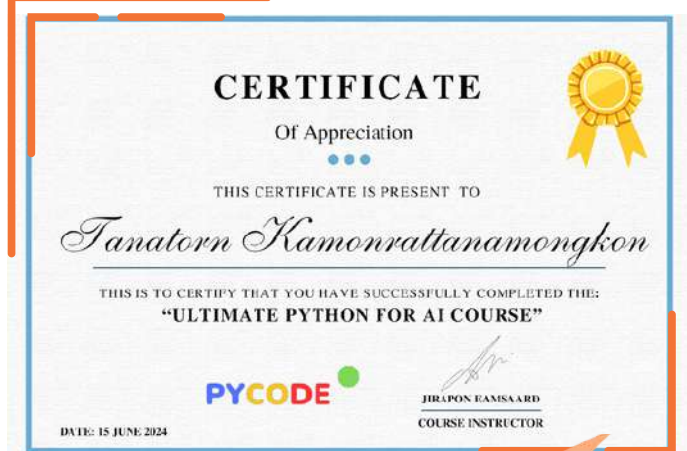 CERTIFICATE
Of Appreciation
THIS CERTIFICATE IS PRESENT TO
Tanatorn Kamonrattanamongkon
THIS IS TO CERTIFY THAT YOU HAVE SUCCESSFULLY COMPLETED THE:
“ULTIMATE PYTHON FOR AI COURSE”
PYCODE
JIRAPON EAMSAARD
COURSE INSTRUCTOR
DATE: 15 JUNE 2024